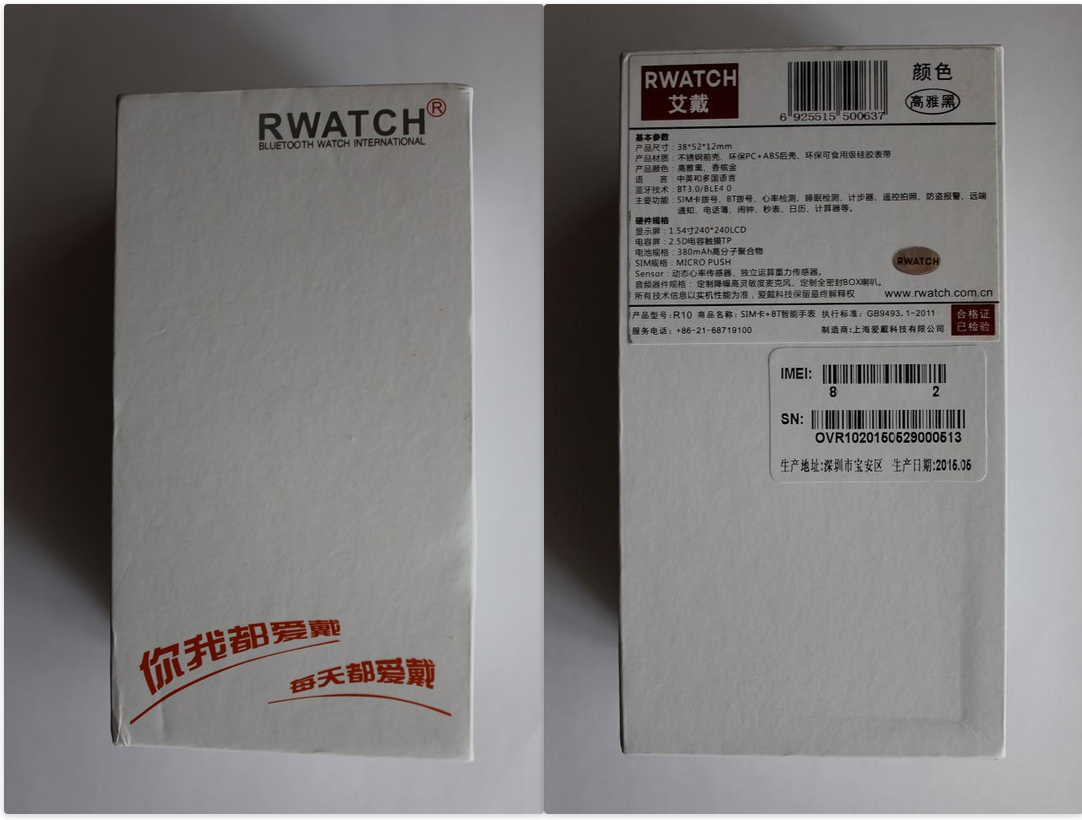 RWATCH®
BLUETOOTH WATCH INTERNATIONAL
你我都爱戴
每天都爱戴
RWATCH
艾戴
6 925515 500637
颜色
高雅黑
基本参数
产品尺寸：38*52*12mm
产品材质：不锈钢前壳、环保PC+ABS后壳、环保可食用级硅胶表带
产品颜色：高雅黑、香槟金
语 言：中英和多国语言
蓝牙技术：BT3.0/BLE4.0
主要功能：SIM卡拨号、BT拨号、心率检测、睡眠检测、计步器、遥控拍照、防盗报警、远端
通知、电话簿、闹钟、秒表、日历、计算器等。
硬件规格
显示屏：1.54寸240*240LCD
电容屏：2.5D电容触摸TP
电池规格：380mAh高分子聚合物
SIM规格：MICRO PUSH
Sensor：动态心率传感器、独立运算重力传感器。
音频器件规格：定制降噪高灵敏度麦克风、定制全密封BOX喇叭。
所有技术信息以实机性能为准，爱戴科技保留最终解释权
RWATCH
www.rwatch.com.cn
产品型号：R10 商品名称：SIM卡+BT智能手表 执行标准：GB9493.1-2011
服务电话：+86-21-68719100 制造商：上海爱戴科技有限公司
合格证
已检验
IMEI:
8 2
SN:
OVR1020150529000513
生产地址:深圳市宝安区 生产日期:2015.05